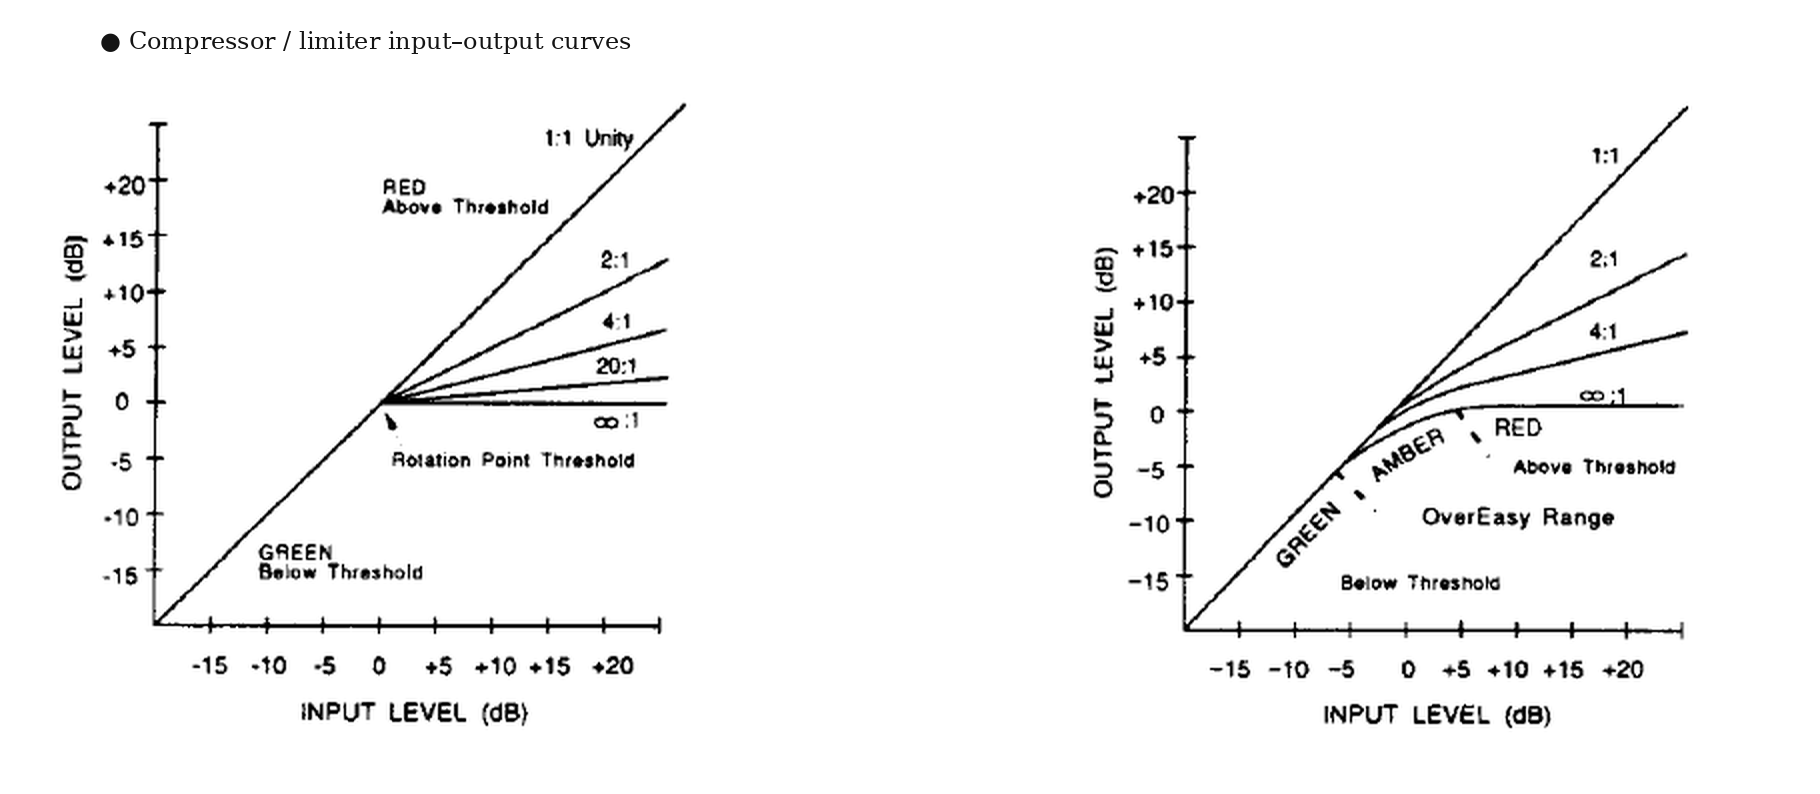 ● Compressor / limiter input–output curves
1:1 Unity
RED
Above Threshold
+20
+15
2:1
+10
4:1
+5
20:1
0
∞:1
Rotation Point Threshold
-5
-10
GREEN
Below Threshold
-15
OUTPUT LEVEL (dB)
-15 -10 -5 0 +5 +10 +15 +20
INPUT LEVEL (dB)
1:1
+20
+15
2:1
+10
4:1
+5
∞:1
0
RED
AMBER
Above Threshold
−5
OverEasy Range
−10
GREEN
Below Threshold
−15
OUTPUT LEVEL (dB)
−15 −10 −5 0 +5 +10 +15 +20
INPUT LEVEL (dB)